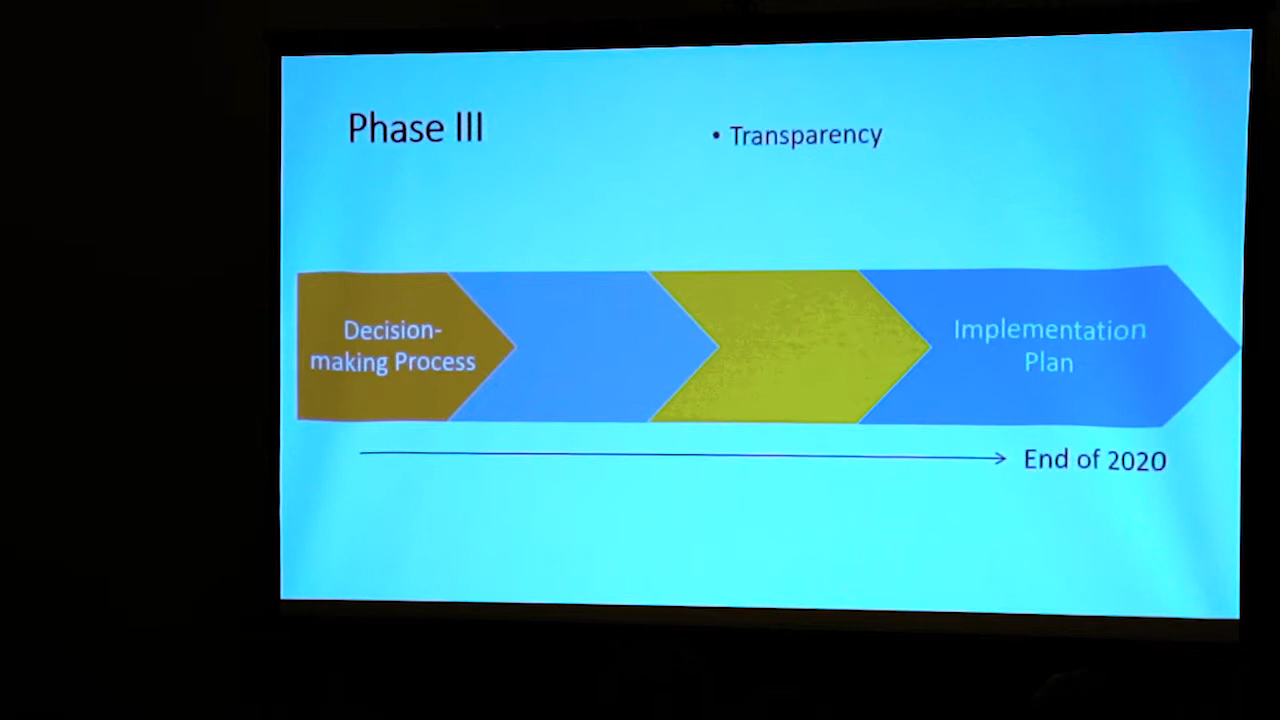 Phase III
• Transparency
Decision-
making Process
Implementation
Plan
End of 2020